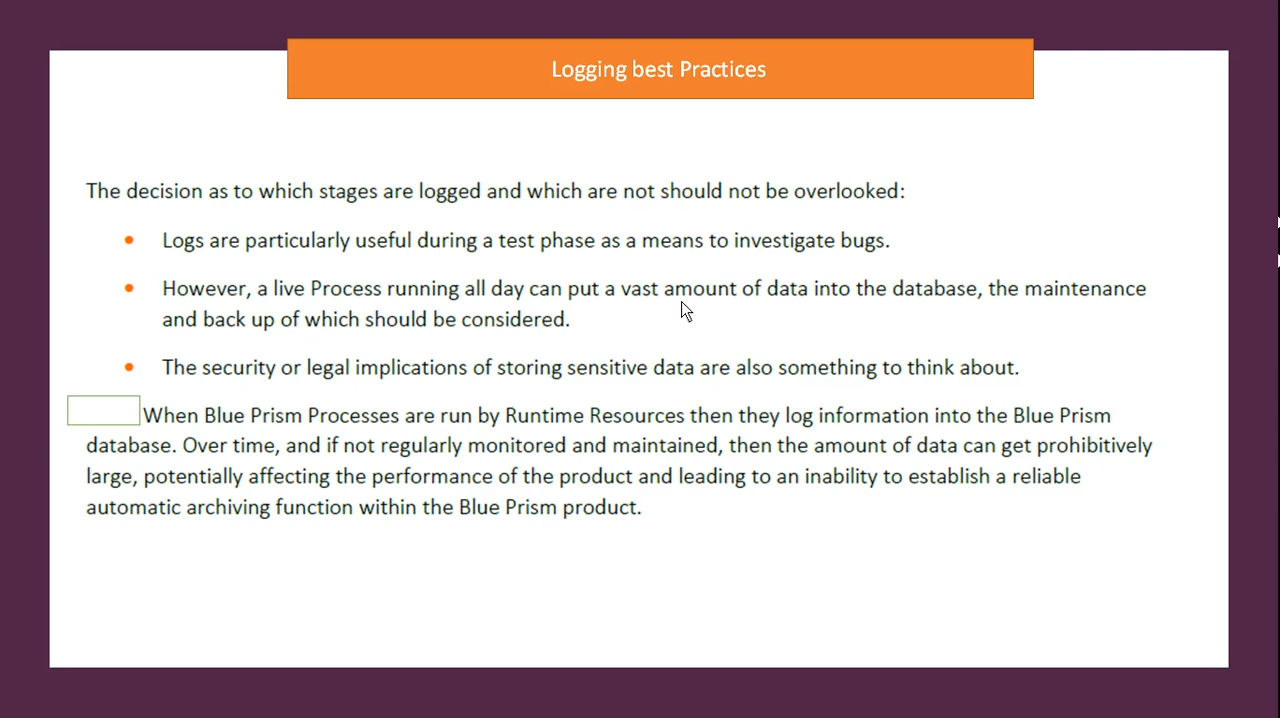 Logging best Practices
The decision as to which stages are logged and which are not should not be overlooked:
Logs are particularly useful during a test phase as a means to investigate bugs.
However, a live Process running all day can put a vast amount of data into the database, the maintenance
and back up of which should be considered.
The security or legal implications of storing sensitive data are also something to think about.
When Blue Prism Processes are run by Runtime Resources then they log information into the Blue Prism
database. Over time, and if not regularly monitored and maintained, then the amount of data can get prohibitively
large, potentially affecting the performance of the product and leading to an inability to establish a reliable
automatic archiving function within the Blue Prism product.